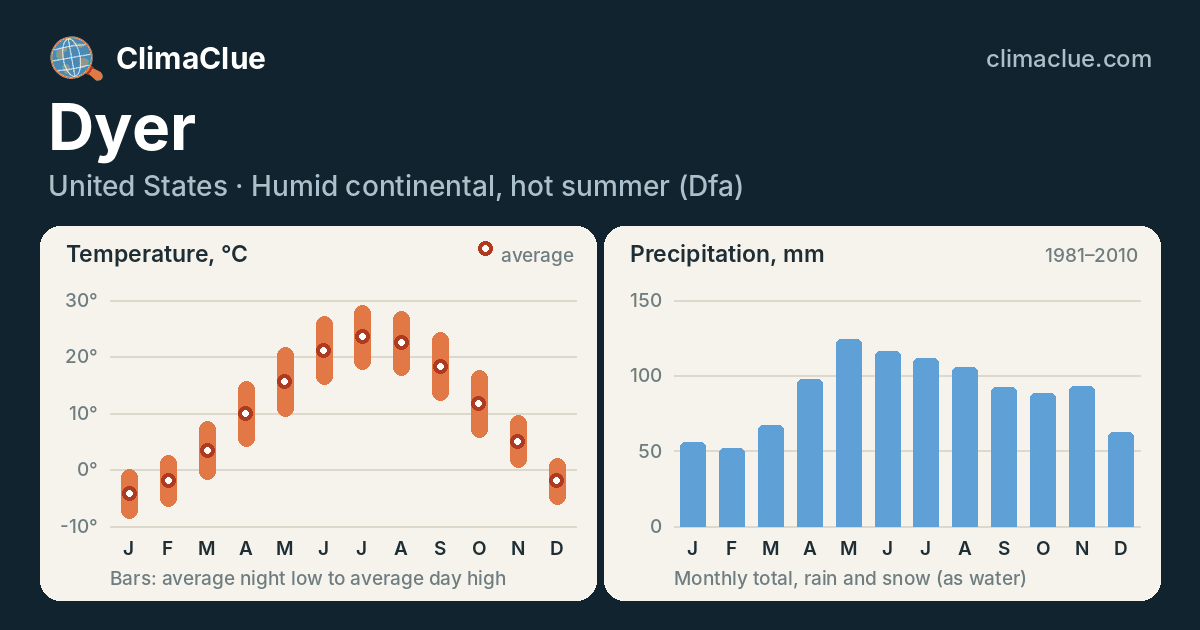 ClimaClue
climaclue.com
Dyer
United States · Humid continental, hot summer (Dfa)
Temperature, °C
average
30°
20°
10°
0°
-10°
J F M A M J J A S O N D
Bars: average night low to average day high
Precipitation, mm
1981–2010
150
100
50
0
J F M A M J J A S O N D
Monthly total, rain and snow (as water)